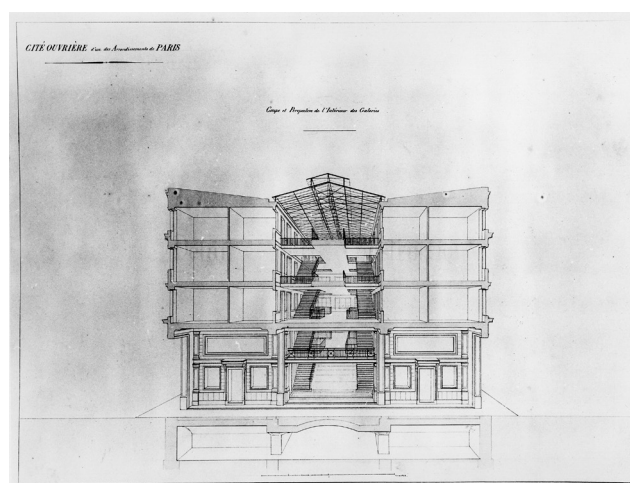 CITÉ OUVRIÈRE d'un des Arrondissements de PARIS
Coupe et Perspective de l'Intérieur des Galeries